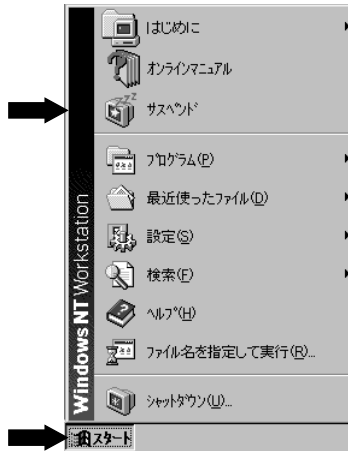 はじめに
オンラインマニュアル
ｻｽﾍﾟﾝﾄﾞ
ﾌﾟﾛｸﾞﾗﾑ(P)
最近使ったﾌｧｲﾙ(D)
設定(S)
検索(F)
ﾍﾙﾌﾟ(H)
ﾌｧｲﾙ名を指定して実行(R)...
ｼｬｯﾄﾀﾞｳﾝ(U)...
Windows NT Workstation
スタート